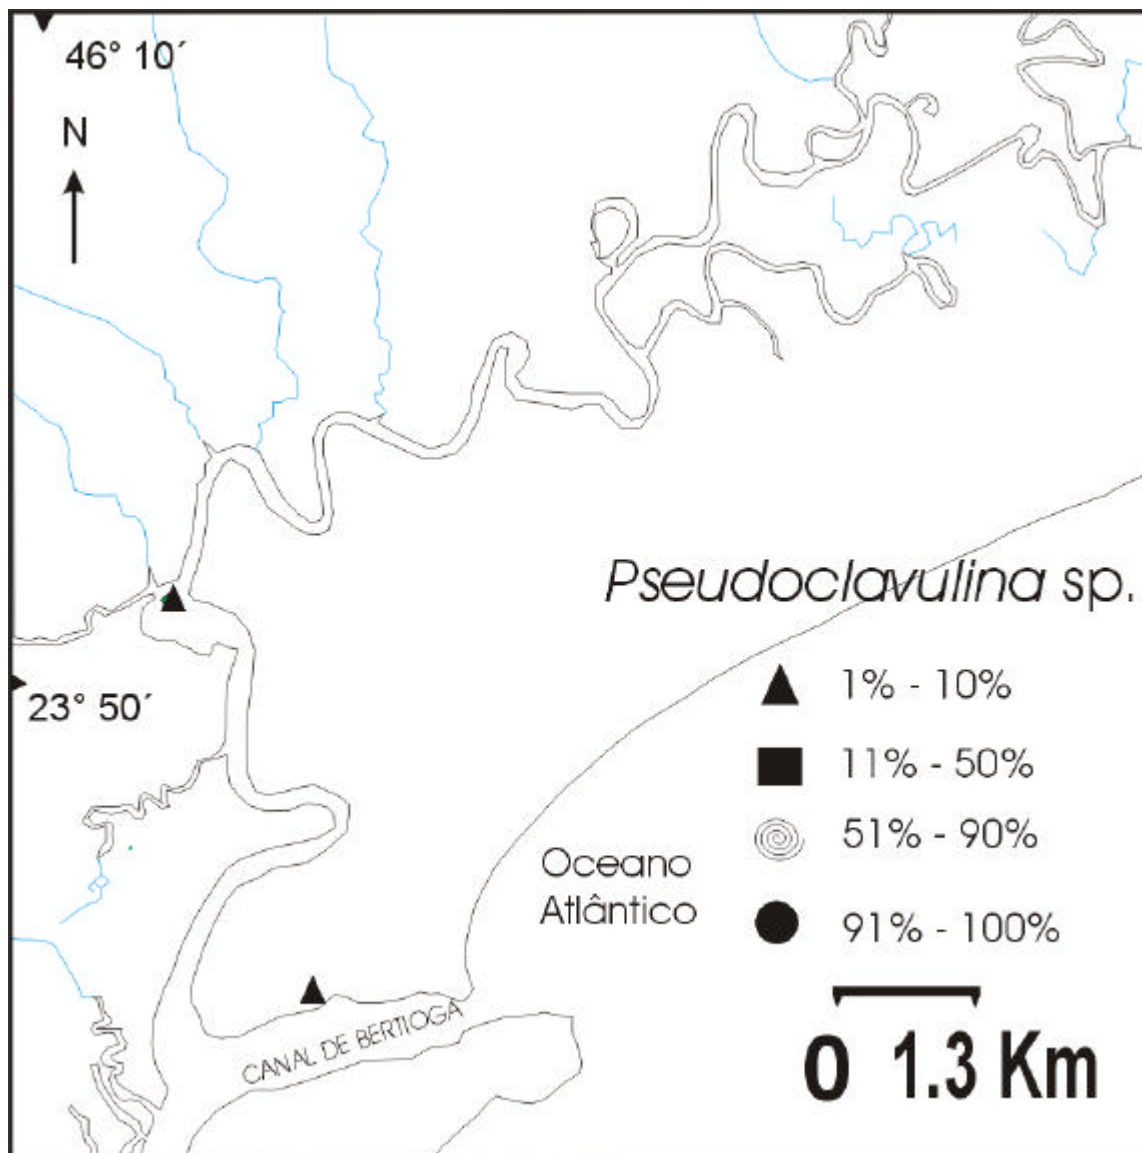 46° 10´
N
Pseudoclavulina sp.
23° 50´
1% - 10%
11% - 50%
51% - 90%
91% - 100%
Oceano
Atlântico
CANAL DE BERTIOGA
0 1.3 Km